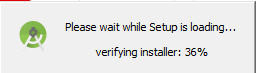 Please wait while Setup is loading...
verifying installer: 36%